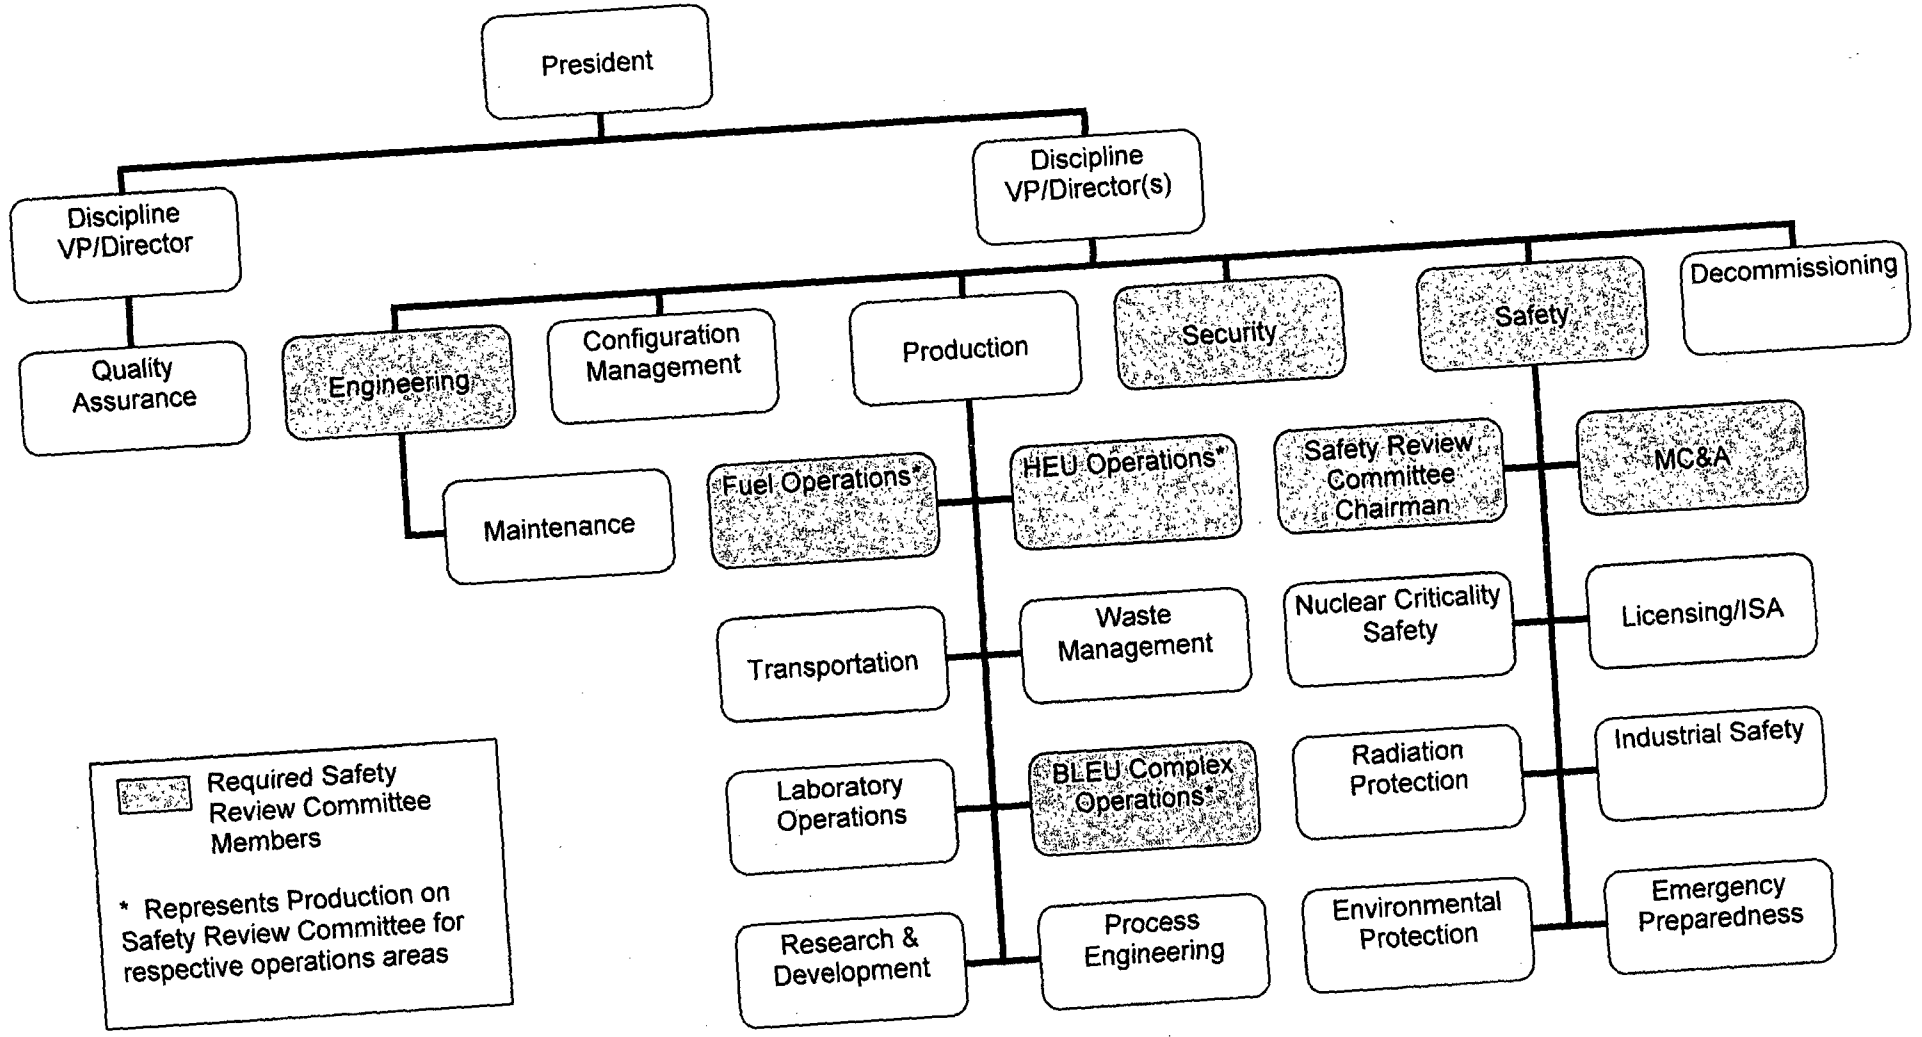 President
Discipline
VP/Director
Discipline
VP/Director(s)
Quality
Assurance
Engineering
Configuration
Management
Production
Security
Safety
Decommissioning
Maintenance
Fuel Operations*
HEU Operations*
Safety Review
Committee
Chairman
MC&A
Transportation
Waste
Management
Nuclear Criticality
Safety
Licensing/ISA
Laboratory
Operations
BLEU Complex
Operations*
Radiation
Protection
Industrial Safety
Research &
Development
Process
Engineering
Environmental
Protection
Emergency
Preparedness
Required Safety
Review Committee
Members
* Represents Production on
Safety Review Committee for
respective operations areas